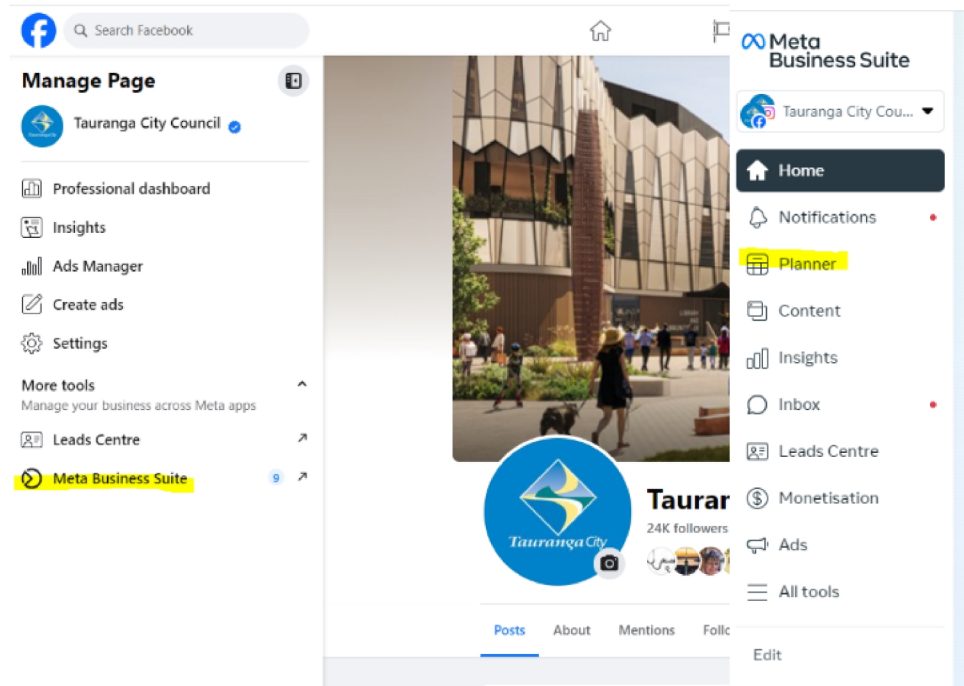 Search Facebook
Manage Page
Tauranga City Council
Professional dashboard
Insights
Ads Manager
Create ads
Settings
More tools
Manage your business across Meta apps
Leads Centre
Meta Business Suite
9
Tauranga City
Taurar
24K followers
Posts
About
Mentions
Follo
Meta
Business Suite
Tauranga City Cou...
Home
Notifications
Planner
Content
Insights
Inbox
Leads Centre
Monetisation
Ads
All tools
Edit